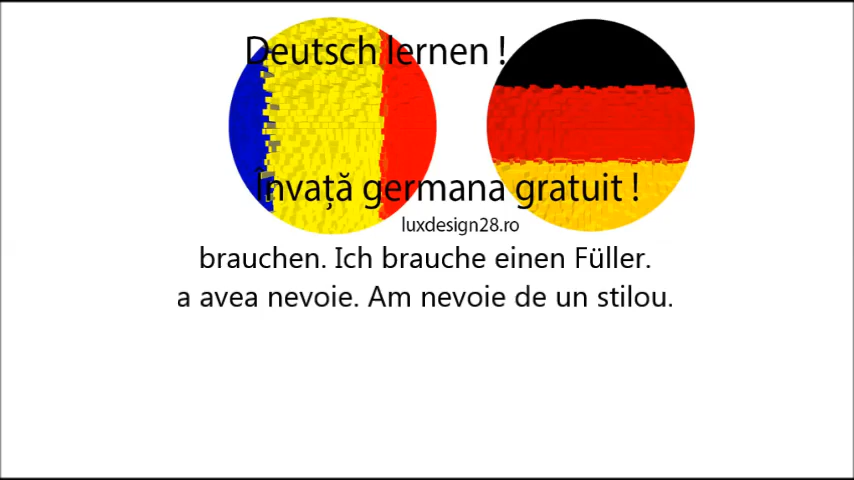 Deutsch lernen !
Învață germana gratuit !
luxdesign28.ro
brauchen. Ich brauche einen Füller.
a avea nevoie. Am nevoie de un stilou.